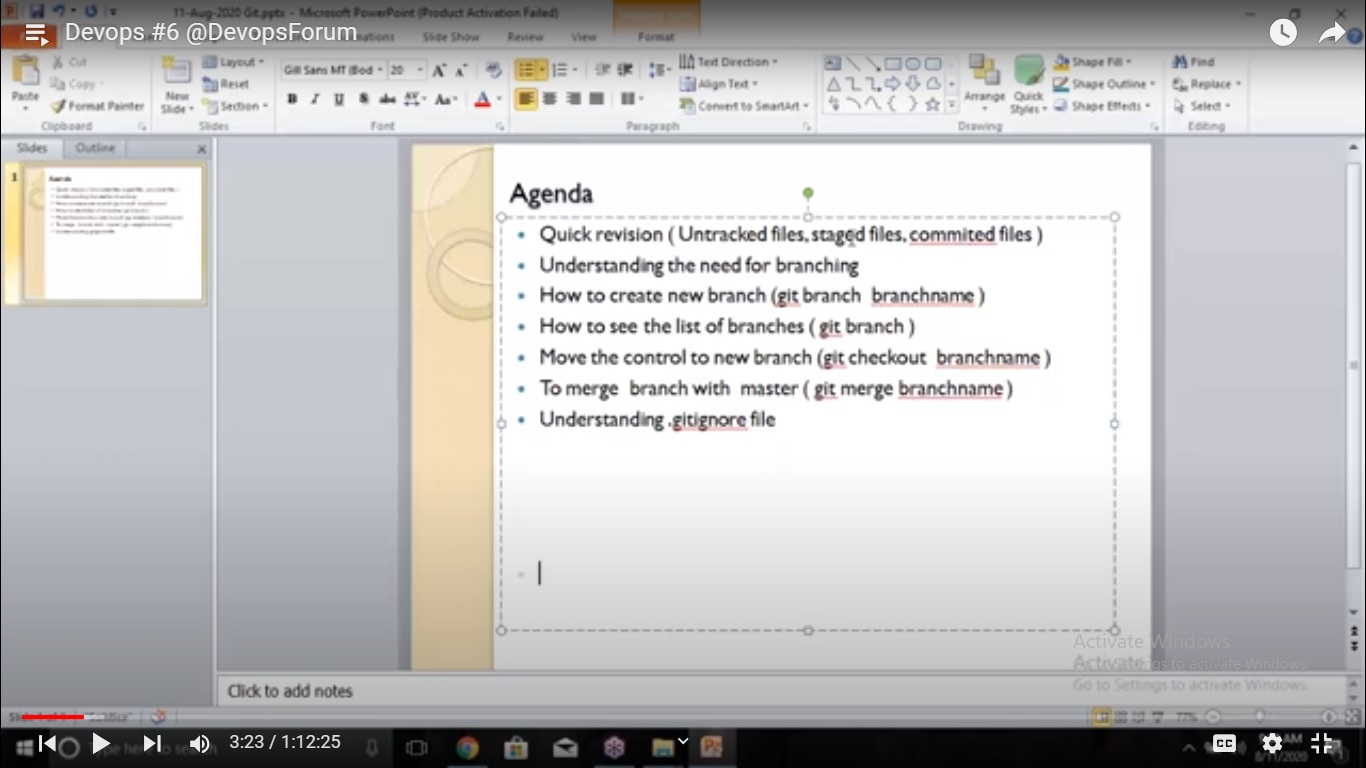 11-Aug-2020 Git.pptx - Microsoft PowerPoint (Product Activation Failed)
Devops #6 @DevopsForum
Slide Show Review View Format
Paste
Cut
Copy
Format Painter
Clipboard
New Slide
Layout
Reset
Section
Slides
Gill Sans MT (Bod 20
Font
Text Direction
Align Text
Convert to SmartArt
Paragraph
Arrange
Quick Styles
Shape Fill
Shape Outline
Shape Effects
Drawing
Find
Replace
Select
Editing
Slides Outline
1
Agenda
Quick revision ( Untracked files, staged files, commited files )
Understanding the need for branching
How to create new branch (git branch branchname )
How to see the list of branches ( git branch )
Move the control to new branch (git checkout branchname )
To merge branch with master ( git merge branchname )
Understanding .gitignore file
Activate Windows
Go to Settings to activate Windows.
Click to add notes
77%
3:23 / 1:12:25
CC
8/11/2020